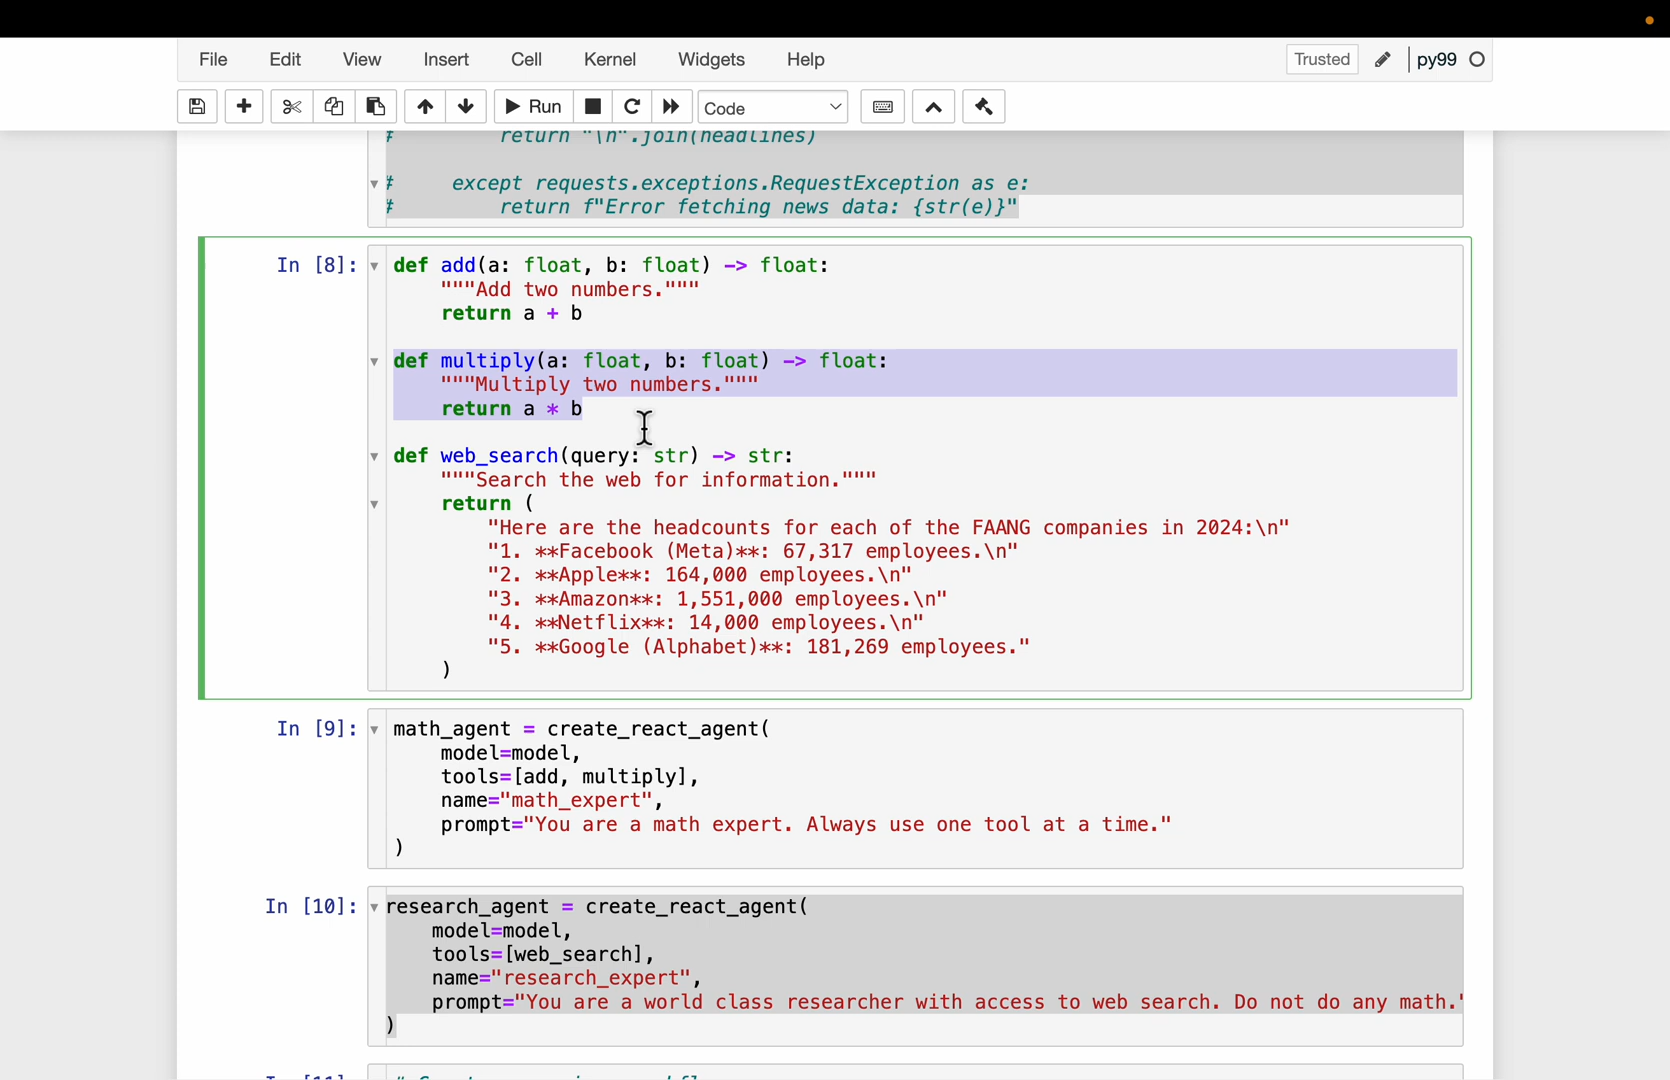 File Edit View Insert Cell Kernel Widgets Help Trusted py99
Run Code
#         return "\n".join(headlines)
#     except requests.exceptions.RequestException as e:
#         return f"Error fetching news data: {str(e)}"
In [8]:
def add(a: float, b: float) -> float:
    """Add two numbers."""
    return a + b
def multiply(a: float, b: float) -> float:
    """Multiply two numbers."""
    return a * b
def web_search(query: str) -> str:
    """Search the web for information."""
    return (
        "Here are the headcounts for each of the FAANG companies in 2024:\n"
        "1. **Facebook (Meta)**: 67,317 employees.\n"
        "2. **Apple**: 164,000 employees.\n"
        "3. **Amazon**: 1,551,000 employees.\n"
        "4. **Netflix**: 14,000 employees.\n"
        "5. **Google (Alphabet)**: 181,269 employees."
    )
In [9]:
math_agent = create_react_agent(
    model=model,
    tools=[add, multiply],
    name="math_expert",
    prompt="You are a math expert. Always use one tool at a time."
)
In [10]:
research_agent = create_react_agent(
    model=model,
    tools=[web_search],
    name="research_expert",
    prompt="You are a world class researcher with access to web search. Do not do any math.'
)